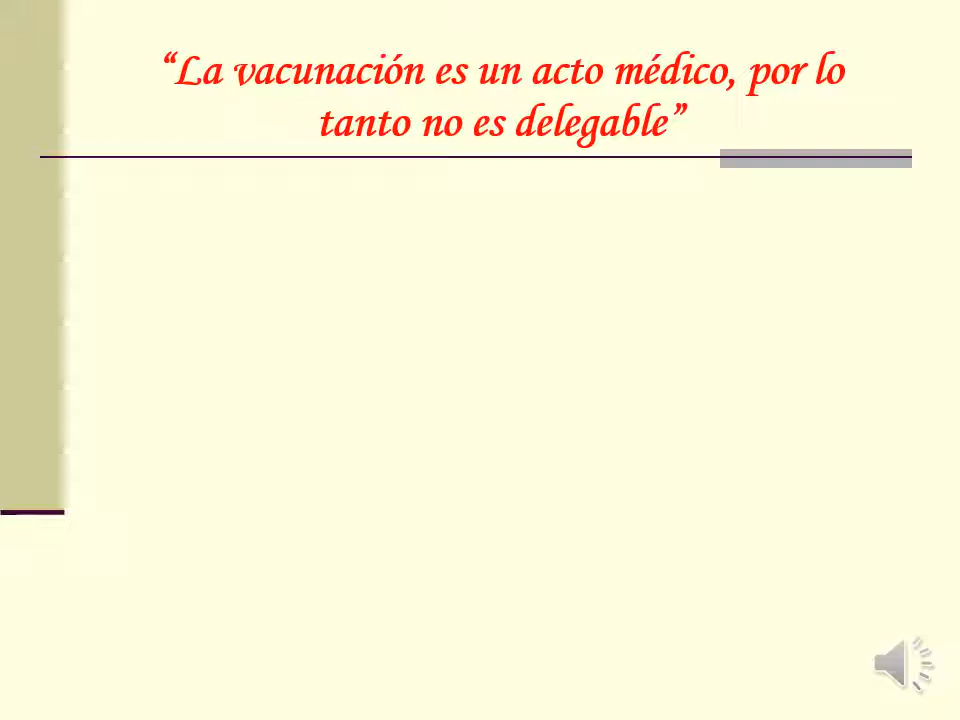 “La vacunación es un acto médico, por lo
tanto no es delegable”